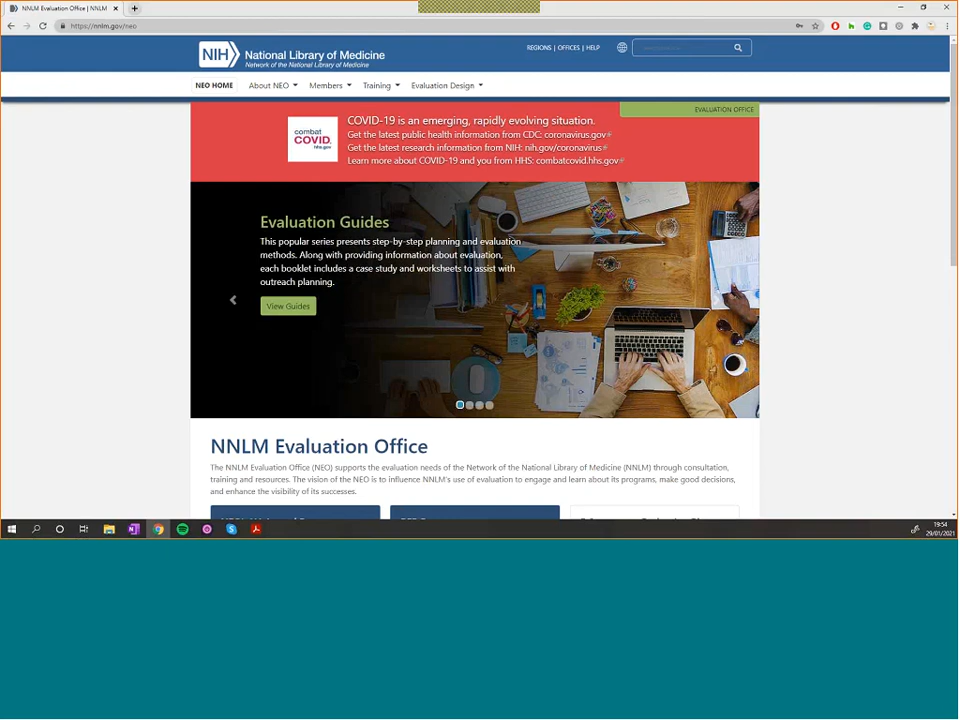 NNLM Evaluation Office | NNLM
https://nnlm.gov/neo
NIH National Library of Medicine
Network of the National Library of Medicine
REGIONS | OFFICES | HELP
NEO HOME About NEO Members Training Evaluation Design
EVALUATION OFFICE
combat
COVID.
hhs.gov
COVID-19 is an emerging, rapidly evolving situation.
Get the latest public health information from CDC: coronavirus.gov
Get the latest research information from NIH: nih.gov/coronavirus
Learn more about COVID-19 and you from HHS: combatcovid.hhs.gov
Evaluation Guides
This popular series presents step-by-step planning and evaluation
methods. Along with providing information about evaluation,
each booklet includes a case study and worksheets to assist with
outreach planning.
View Guides
NNLM Evaluation Office
The NNLM Evaluation Office (NEO) supports the evaluation needs of the Network of the National Library of Medicine (NNLM) through consultation,
training and resources. The vision of the NEO is to influence NNLM's use of evaluation to engage and learn about its programs, make good decisions,
and enhance the visibility of its successes.
19:54
29/01/2021